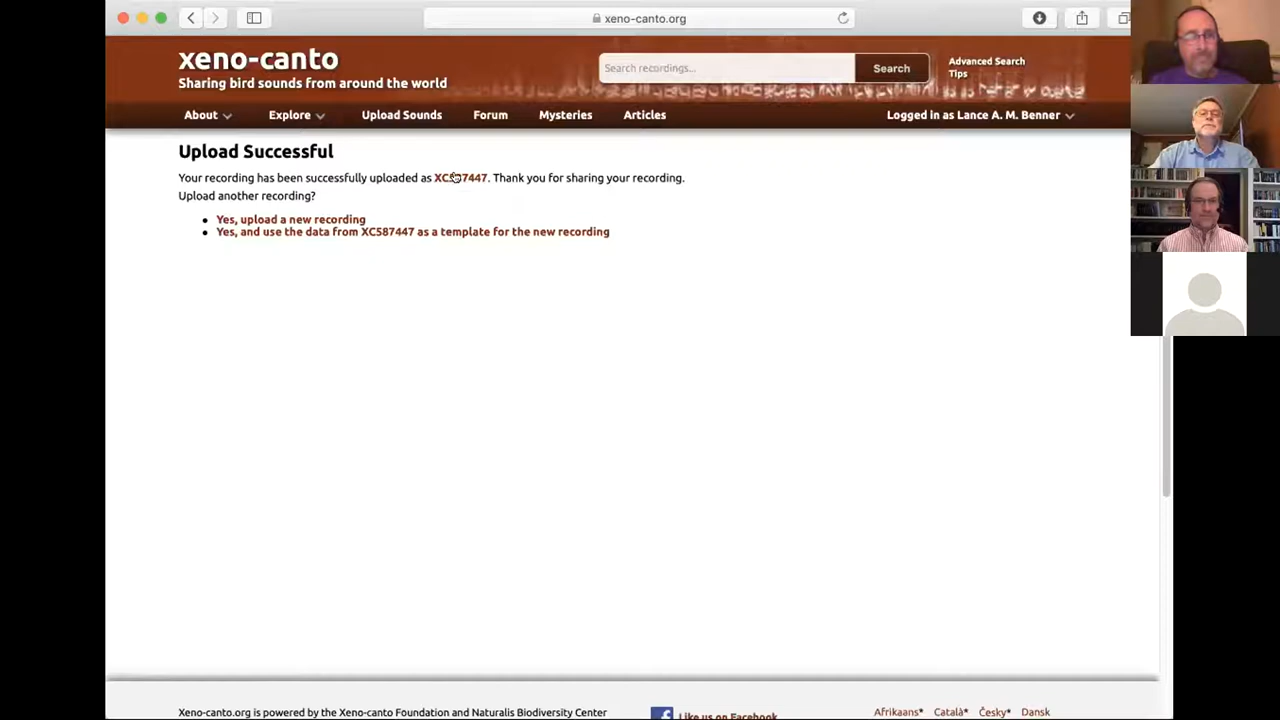 xeno-canto.org
xeno-canto
Sharing bird sounds from around the world
Search recordings...
Search
Advanced Search
Tips
About
Explore
Upload Sounds
Forum
Mysteries
Articles
Logged in as Lance A. M. Benner
Upload Successful
Your recording has been successfully uploaded as XC587447. Thank you for sharing your recording.
Upload another recording?
Yes, upload a new recording
Yes, and use the data from XC587447 as a template for the new recording
Xeno-canto.org is powered by the Xeno-canto Foundation and Naturalis Biodiversity Center
Like us on Facebook
Afrikaans* Català* Česky* Dansk